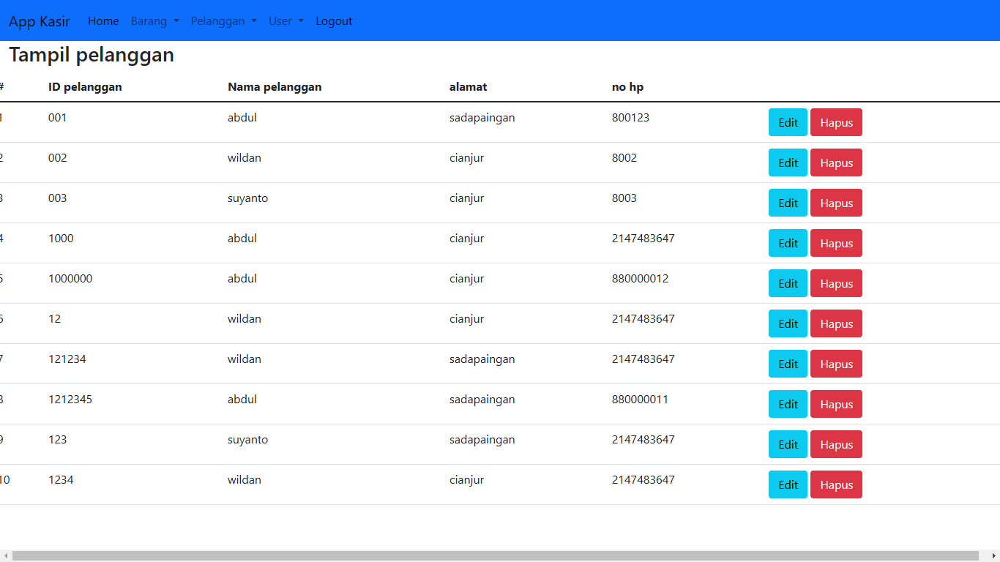 App Kasir Home Barang Pelanggan User Logout
Tampil pelanggan
# ID pelanggan Nama pelanggan alamat no hp
1 001 abdul sadapaingan 800123 Edit Hapus
2 002 wildan cianjur 8002 Edit Hapus
3 003 suyanto cianjur 8003 Edit Hapus
4 1000 abdul cianjur 2147483647 Edit Hapus
5 1000000 abdul cianjur 880000012 Edit Hapus
6 12 wildan cianjur 2147483647 Edit Hapus
7 121234 wildan sadapaingan 2147483647 Edit Hapus
8 1212345 abdul sadapaingan 880000011 Edit Hapus
9 123 suyanto sadapaingan 2147483647 Edit Hapus
10 1234 wildan cianjur 2147483647 Edit Hapus